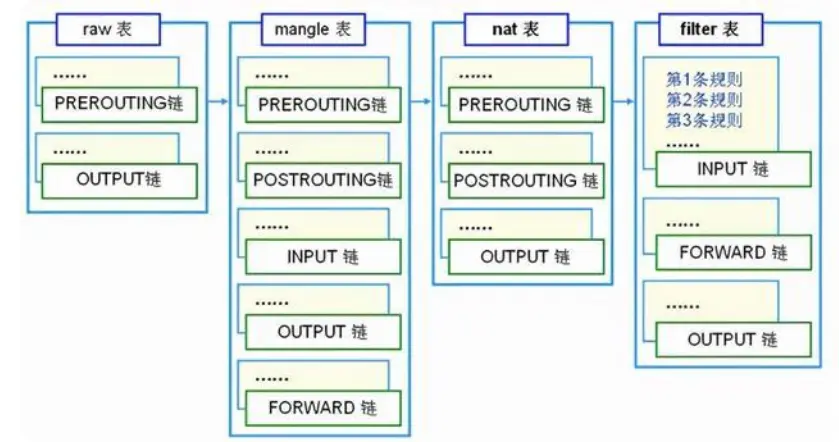 raw 表
……
PREROUTING链
……
OUTPUT链
mangle 表
……
PREROUTING链
……
POSTROUTING链
……
INPUT 链
……
OUTPUT 链
……
FORWARD 链
nat 表
……
PREROUTING 链
……
POSTROUTING 链
……
OUTPUT 链
filter 表
第1条规则
第2条规则
第3条规则
……
INPUT 链
……
FORWARD 链
……
OUTPUT 链